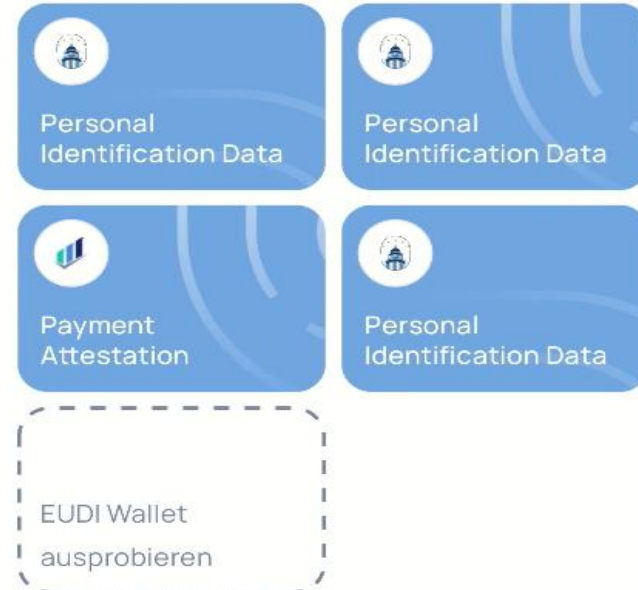 Personal
Identification Data
Personal
Identification Data
Payment
Attestation
Personal
Identification Data
EUDI Wallet
ausprobieren